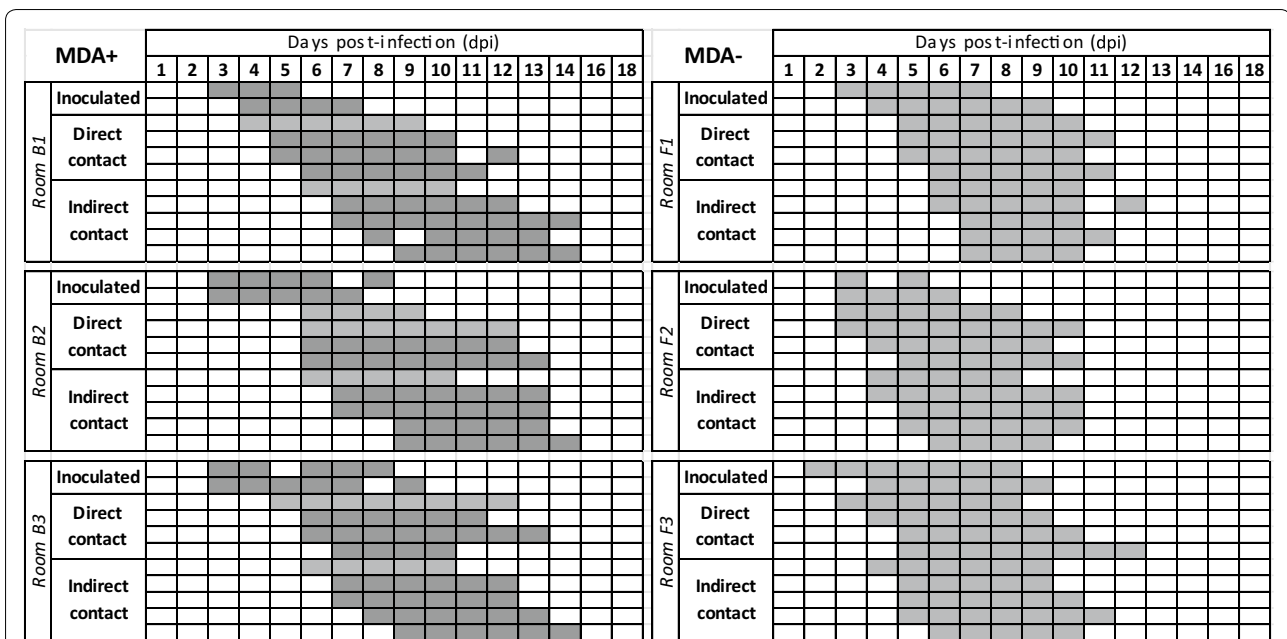 MDA+ Days post-infection (dpi) MDA- Days post-infection (dpi)
1 2 3 4 5 6 7 8 9 10 11 12 13 14 16 18 1 2 3 4 5 6 7 8 9 10 11 12 13 14 16 18
Room B1
Inoculated
Direct
contact
Indirect
contact
Room F1
Inoculated
Direct
contact
Indirect
contact
Room B2
Inoculated
Direct
contact
Indirect
contact
Room F2
Inoculated
Direct
contact
Indirect
contact
Room B3
Inoculated
Direct
contact
Indirect
contact
Room F3
Inoculated
Direct
contact
Indirect
contact